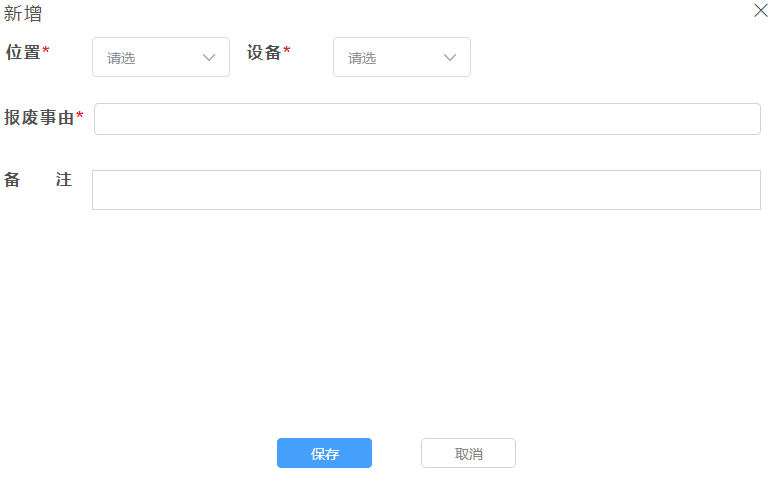 新增
位置* 请选 设备* 请选
报废事由*
备 注
保存 取消